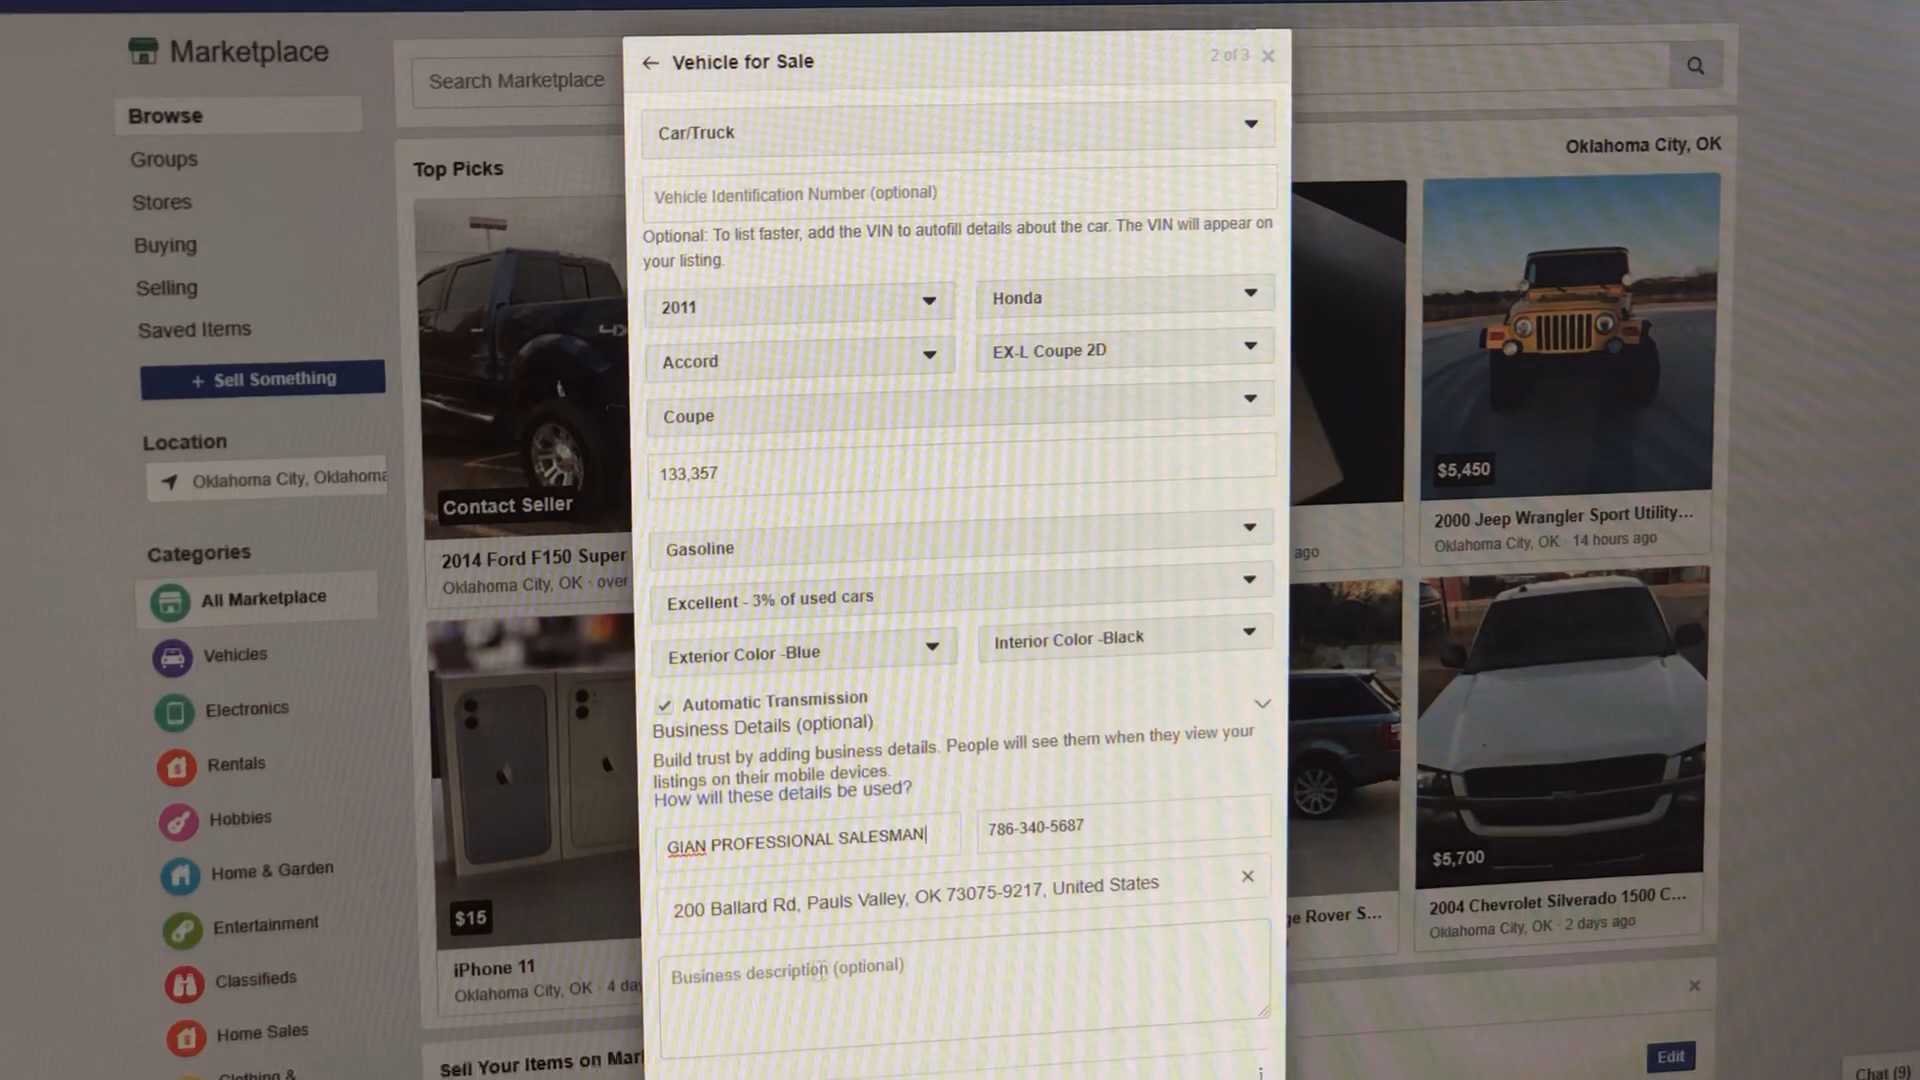 Marketplace
Browse
Groups
Stores
Buying
Selling
Saved Items
+ Sell Something
Location
Oklahoma City, Oklahoma
Categories
All Marketplace
Vehicles
Electronics
Rentals
Hobbies
Home & Garden
Entertainment
Classifieds
Home Sales
Clothing &
Search Marketplace
Top Picks
Oklahoma City, OK
Contact Seller
2014 Ford F150 Super
Oklahoma City, OK · over
$15
iPhone 11
Oklahoma City, OK · 4 da
Sell Your Items on Mar
Vehicle for Sale
2 of 3
Car/Truck
Vehicle Identification Number (optional)
Optional: To list faster, add the VIN to autofill details about the car. The VIN will appear on
your listing.
2011
Honda
Accord
EX-L Coupe 2D
Coupe
133,357
Gasoline
Excellent - 3% of used cars
Exterior Color -Blue
Interior Color -Black
Automatic Transmission
Business Details (optional)
Build trust by adding business details. People will see them when they view your
listings on their mobile devices.
How will these details be used?
GIAN PROFESSIONAL SALESMAN
786-340-5687
200 Ballard Rd, Pauls Valley, OK 73075-9217, United States
Business description (optional)
ago
$5,450
2000 Jeep Wrangler Sport Utility...
Oklahoma City, OK · 14 hours ago
ge Rover S...
$5,700
2004 Chevrolet Silverado 1500 C...
Oklahoma City, OK · 2 days ago
Edit
Chat (9)